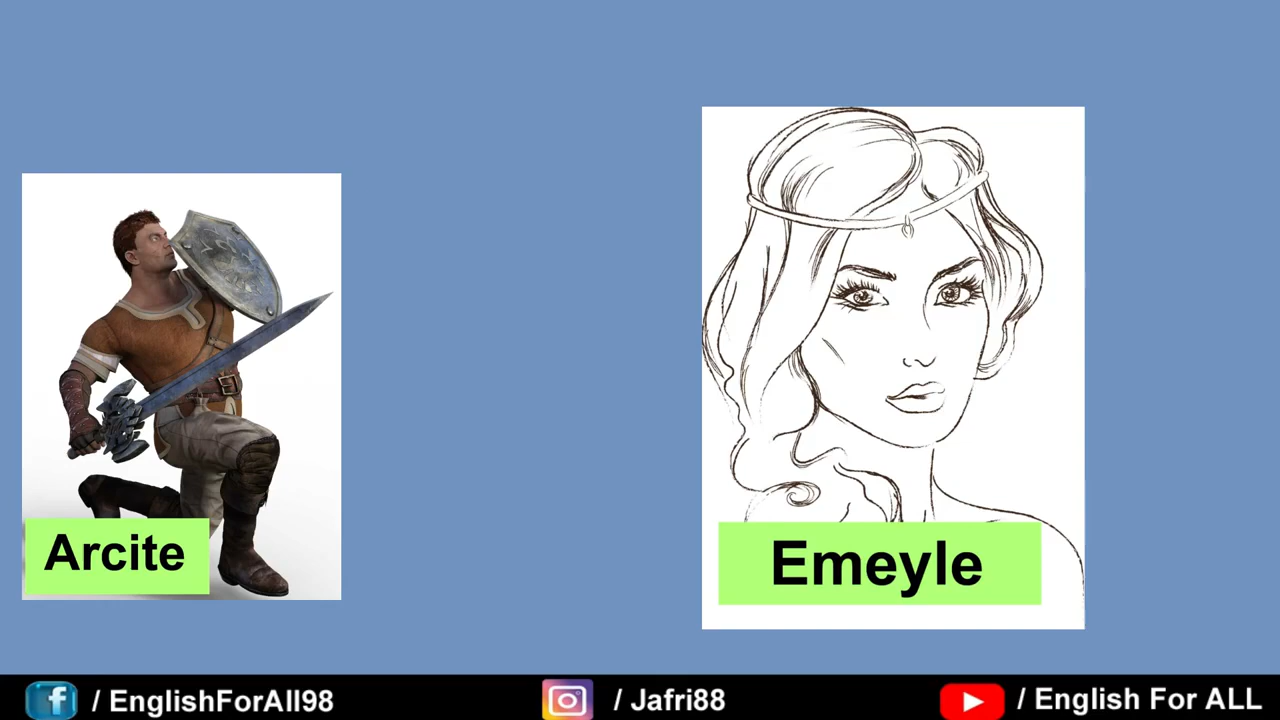 Arcite
Emeyle
/ EnglishForAll98
/ Jafri88
/ English For ALL